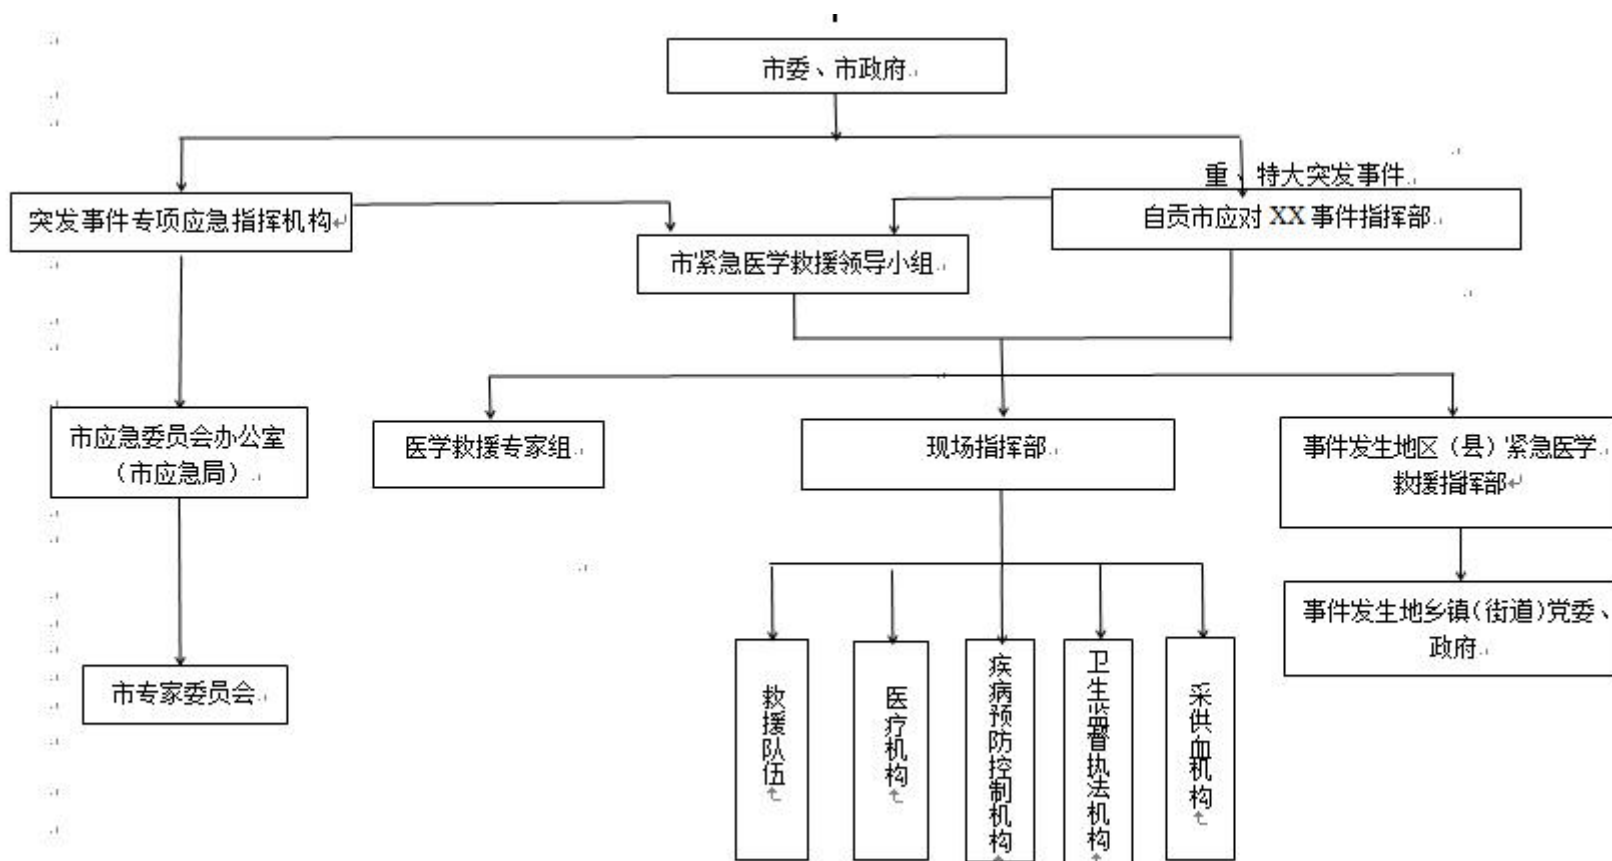 市委、市政府
重、特大突发事件
突发事件专项应急指挥机构
自贡市应对 XX 事件指挥部
市紧急医学救援领导小组
市应急委员会办公室
（市应急局）
医学救援专家组
现场指挥部
事件发生地区（县）紧急医学
救援指挥部
事件发生地乡镇（街道）党委、
政府
市专家委员会
救援队伍
医疗机构
疾病预防控制机构
卫生监督执法机构
采供血机构